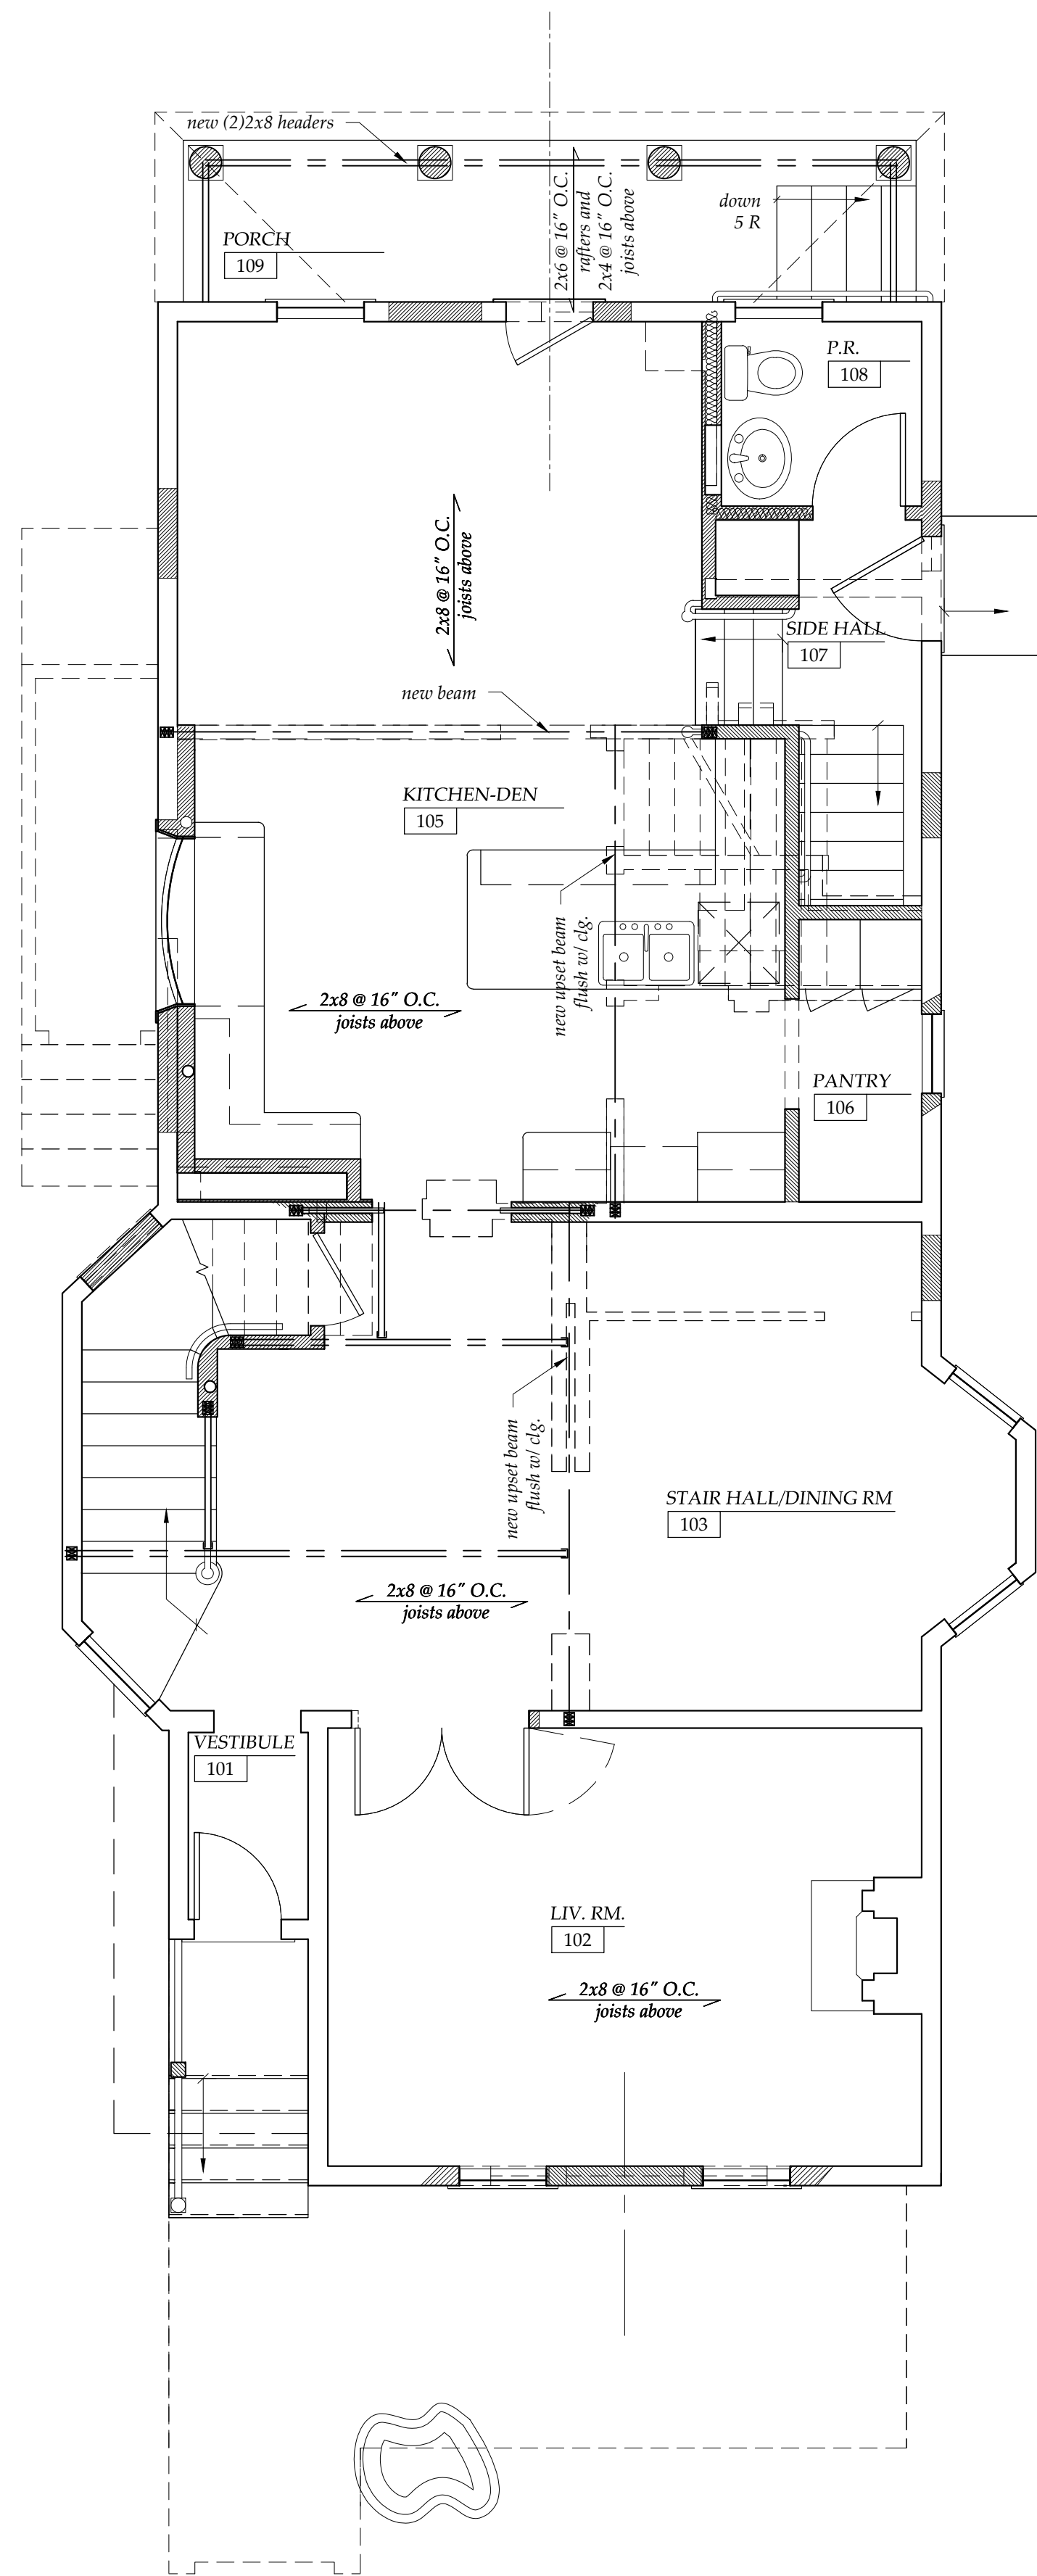 new (2)2x8 headers
2x6 @ 16" O.C.
rafters and
2x4 @ 16" O.C.
joists above
down
5 R
PORCH
109
P.R.
108
2x8 @ 16" O.C.
joists above
SIDE HALL
107
new beam
KITCHEN-DEN
105
new upset beam
flush w/ clg.
2x8 @ 16" O.C.
joists above
PANTRY
106
new upset beam
flush w/ clg.
STAIR HALL/DINING RM
103
2x8 @ 16" O.C.
joists above
VESTIBULE
101
LIV. RM.
102
2x8 @ 16" O.C.
joists above